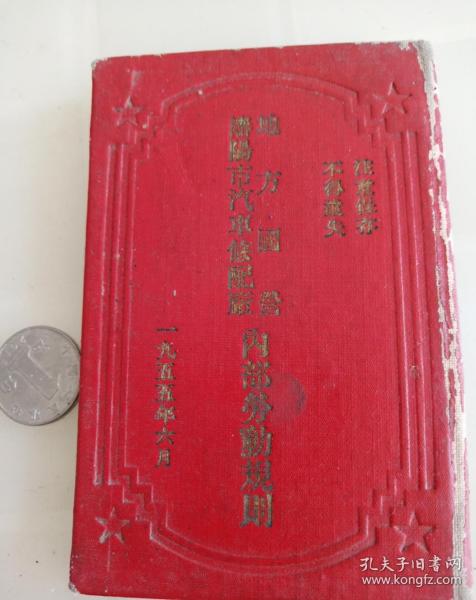 注意保存
不得遺失
地方國營
瀋陽市汽車修配廠
內部勞動規則
一九五五年六月
孔夫子旧书网
www.kongfz.com